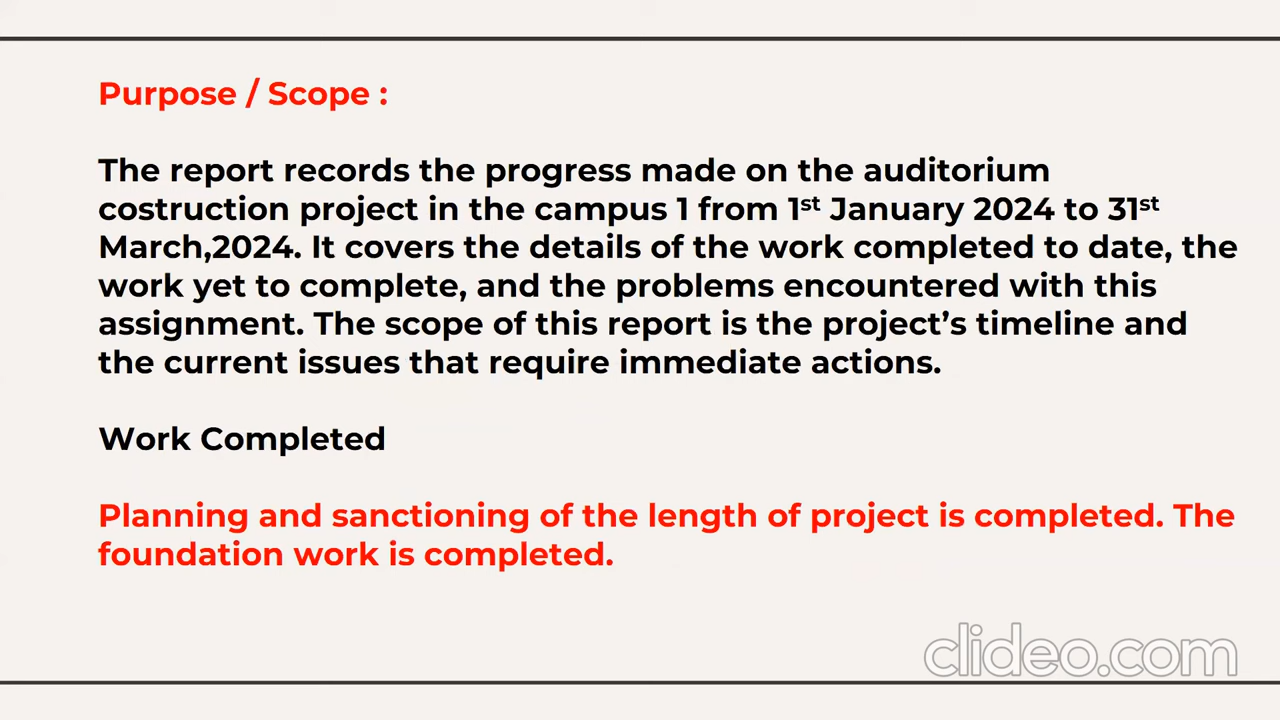 Purpose / Scope :
The report records the progress made on the auditorium
costruction project in the campus 1 from 1st January 2024 to 31st
March,2024. It covers the details of the work completed to date, the
work yet to complete, and the problems encountered with this
assignment. The scope of this report is the project’s timeline and
the current issues that require immediate actions.
Work Completed
Planning and sanctioning of the length of project is completed. The
foundation work is completed.
clideo.com